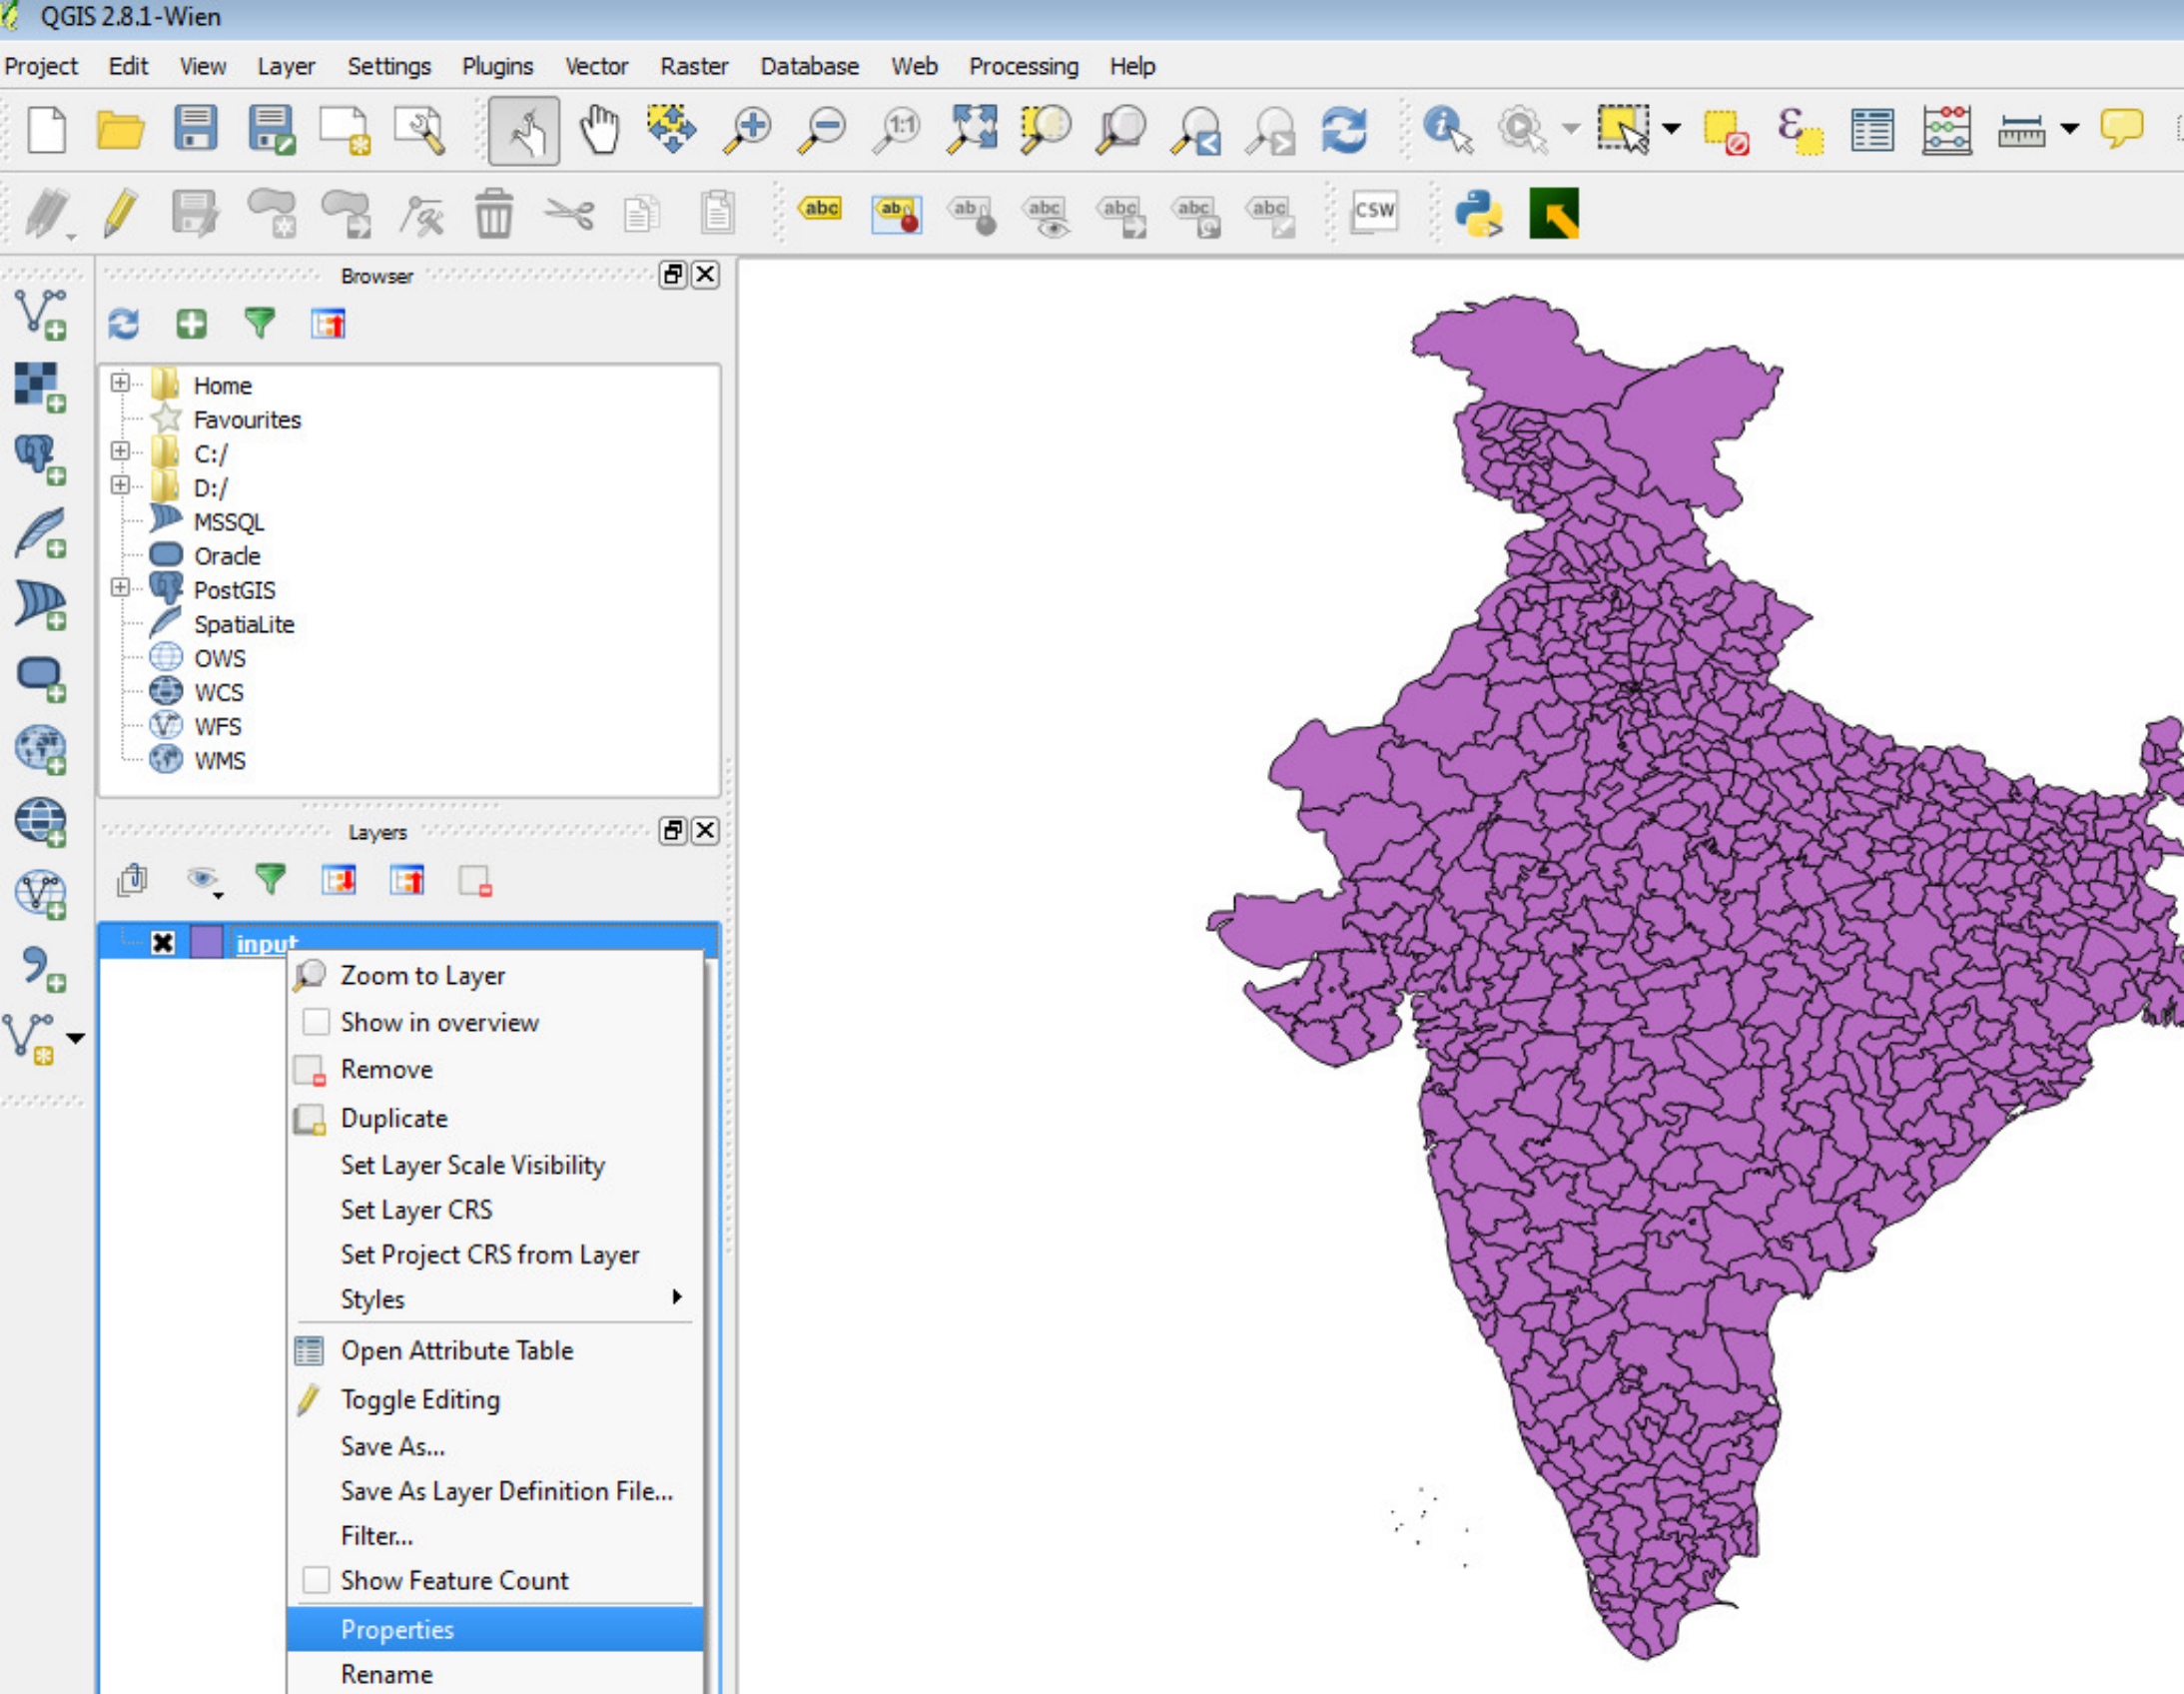 QGIS 2.8.1-Wien
Project Edit View Layer Settings Plugins Vector Raster Database Web Processing Help
1:1
ε
abc ab ab abc abc abc abc CSW
Browser
Home
Favourites
C:/
D:/
MSSQL
Oracle
PostGIS
SpatiaLite
OWS
WCS
WFS
WMS
Layers
input
Zoom to Layer
Show in overview
Remove
Duplicate
Set Layer Scale Visibility
Set Layer CRS
Set Project CRS from Layer
Styles
Open Attribute Table
Toggle Editing
Save As...
Save As Layer Definition File...
Filter...
Show Feature Count
Properties
Rename